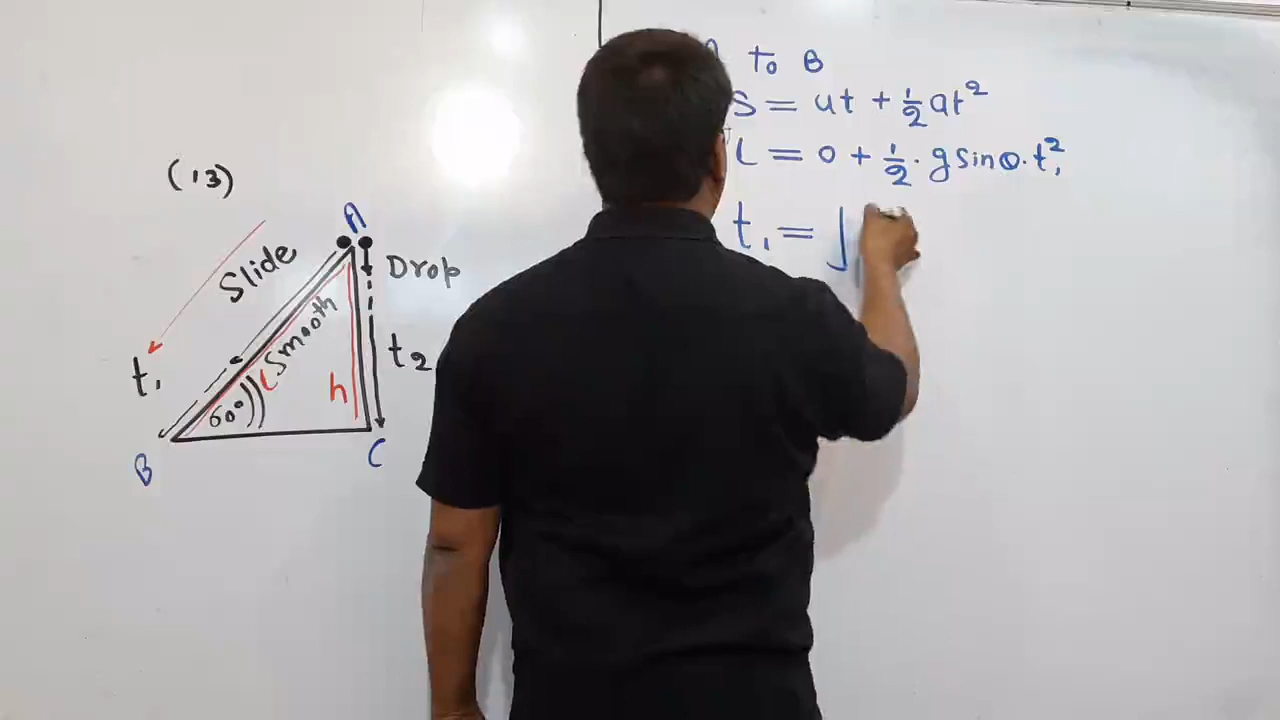 (13)
A
Slide
Drop
Smooth
t₁
t₂
L
h
60°
B
C
to B
S = ut + ½at²
L = 0 + ½ · g sinθ · t₁²
t₁ =